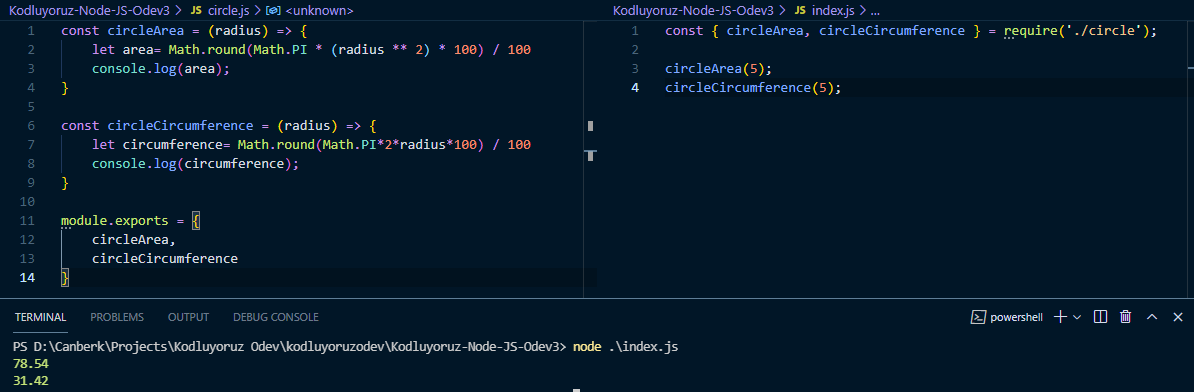 Kodluyoruz-Node-JS-Odev3 > JS circle.js > <unknown>
1 const circleArea = (radius) => {
2     let area= Math.round(Math.PI * (radius ** 2) * 100) / 100
3     console.log(area);
4 }
5
6 const circleCircumference = (radius) => {
7     let circumference= Math.round(Math.PI*2*radius*100) / 100
8     console.log(circumference);
9 }
10
11 module.exports = {
12     circleArea,
13     circleCircumference
14 }
Kodluyoruz-Node-JS-Odev3 > JS index.js > ...
1 const { circleArea, circleCircumference } = require('./circle');
2
3 circleArea(5);
4 circleCircumference(5);
TERMINAL PROBLEMS OUTPUT DEBUG CONSOLE powershell
PS D:\Canberk\Projects\Kodluyoruz Odev\kodluyoruzodev\Kodluyoruz-Node-JS-Odev3> node .\index.js
78.54
31.42